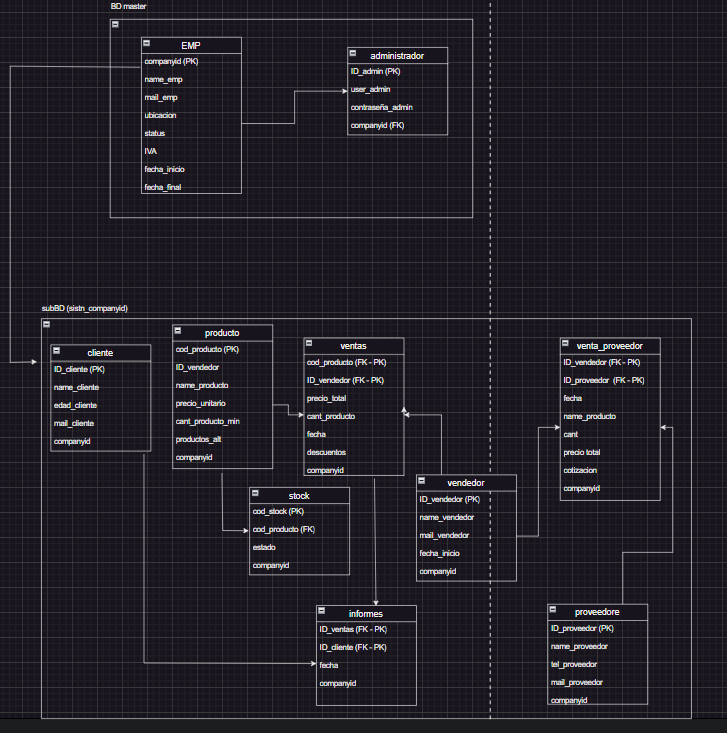 BD master
EMP
companyid (PK)
name_emp
mail_emp
ubicacion
status
IVA
fecha_inicio
fecha_final
administrador
ID_admin (PK)
user_admin
contraseña_admin
companyid (FK)
subBD (sistn_companyid)
cliente
ID_cliente (PK)
name_cliente
edad_cliente
mail_cliente
companyid
producto
cod_producto (PK)
ID_vendedor
name_producto
precio_unitario
cant_producto_min
productos_alt
companyid
ventas
cod_producto (FK - PK)
ID_vendedor (FK - PK)
precio_total
cant_producto
fecha
descuentos
companyid
venta_proveedor
ID_vendedor (FK - PK)
ID_proveedor (FK - PK)
fecha
name_producto
cant
precio total
cotizacion
companyid
stock
cod_stock (PK)
cod_producto (FK)
estado
companyid
vendedor
ID_vendedor (PK)
name_vendedor
mail_vendedor
fecha_inicio
companyid
informes
ID_ventas (FK - PK)
ID_cliente (FK - PK)
fecha
companyid
proveedore
ID_proveedor (PK)
name_proveedor
tel_proveedor
mail_proveedor
companyid